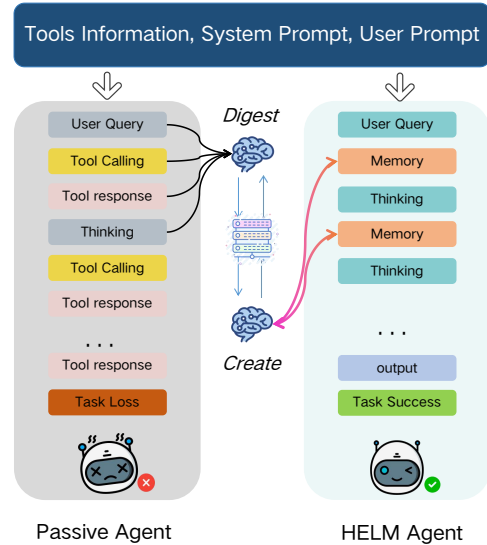 Tools Information, System Prompt, User Prompt
User Query
Tool Calling
Tool response
Thinking
Tool Calling
Tool response
...
Tool response
Task Loss
Passive Agent
Digest
Create
User Query
Memory
Thinking
Memory
Thinking
...
output
Task Success
HELM Agent